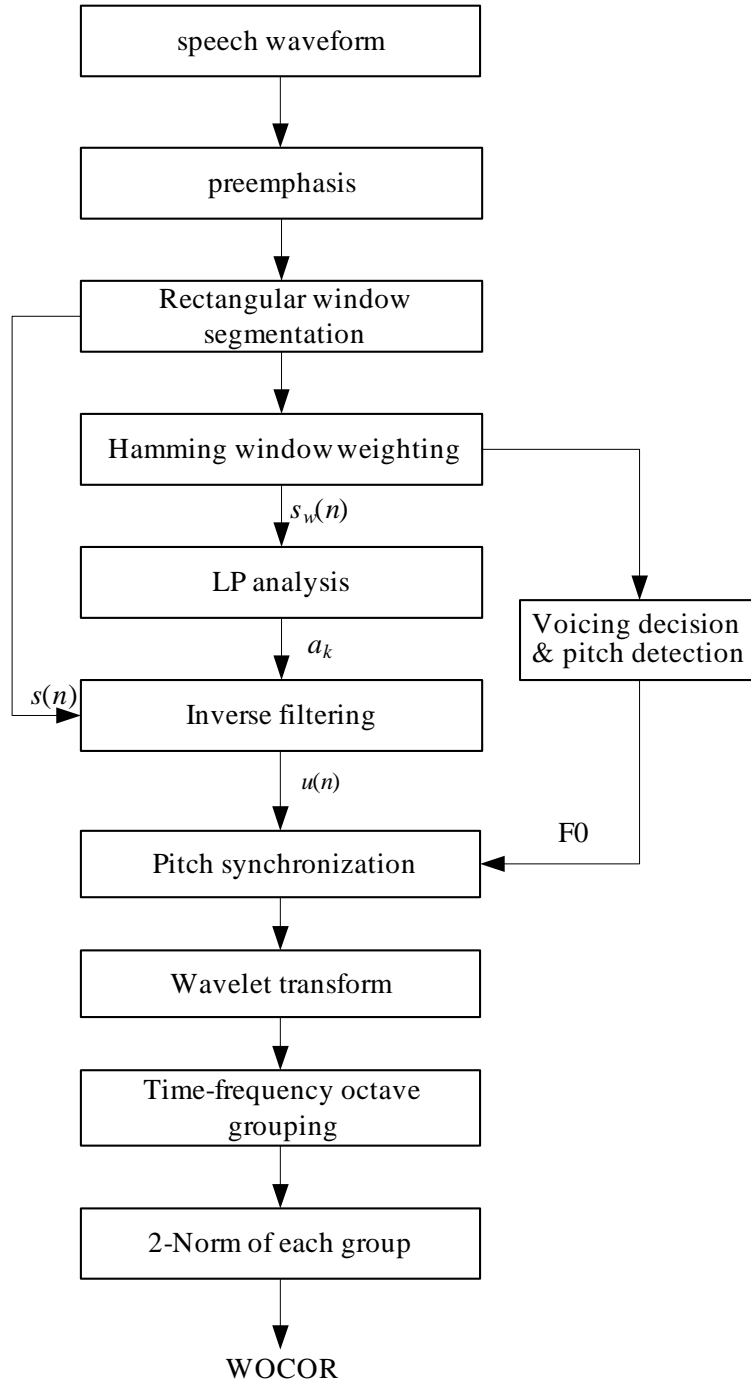 speech waveform
preemphasis
Rectangular window
segmentation
Hamming window weighting
s_w(n)
LP analysis
a_k
Voicing decision
& pitch detection
s(n)
Inverse filtering
u(n)
F0
Pitch synchronization
Wavelet transform
Time-frequency octave
grouping
2-Norm of each group
WOCOR